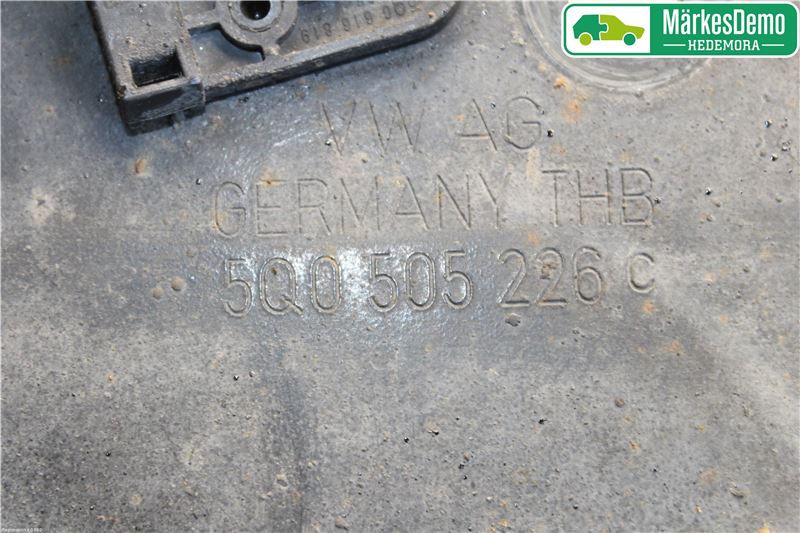 MärkesDemo
HEDEMORA
VW AG
GERMANY THB
5Q0 505 226 C